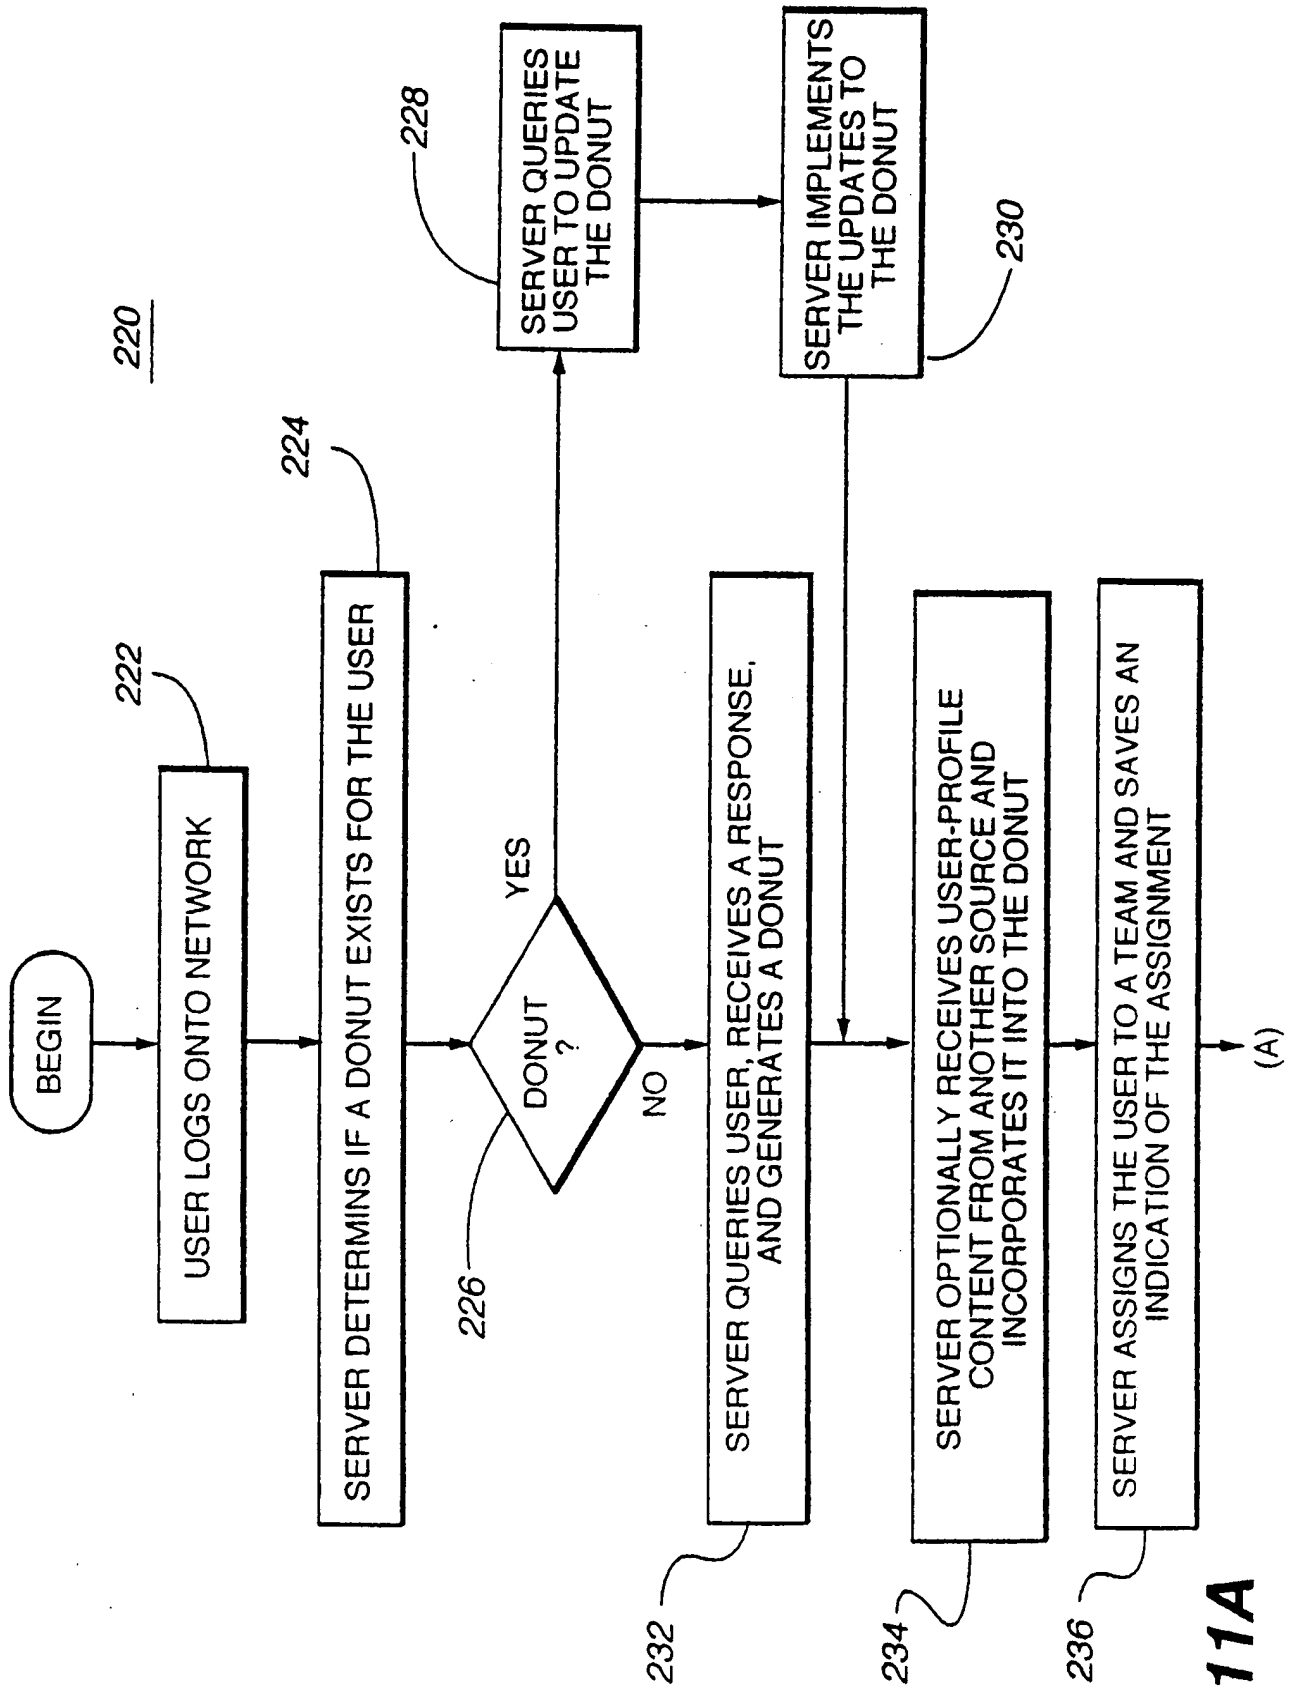 220
BEGIN
222
USER LOGS ONTO NETWORK
224
SERVER DETERMINS IF A DONUT EXISTS FOR THE USER
226
DONUT
?
YES
NO
228
SERVER QUERIES
USER TO UPDATE
THE DONUT
SERVER IMPLEMENTS
THE UPDATES TO
THE DONUT
230
232
SERVER QUERIES USER, RECEIVES A RESPONSE,
AND GENERATES A DONUT
234
SERVER OPTIONALLY RECEIVES USER-PROFILE
CONTENT FROM ANOTHER SOURCE AND
INCORPORATES IT INTO THE DONUT
236
SERVER ASSIGNS THE USER TO A TEAM AND SAVES AN
INDICATION OF THE ASSIGNMENT
(A)
11A